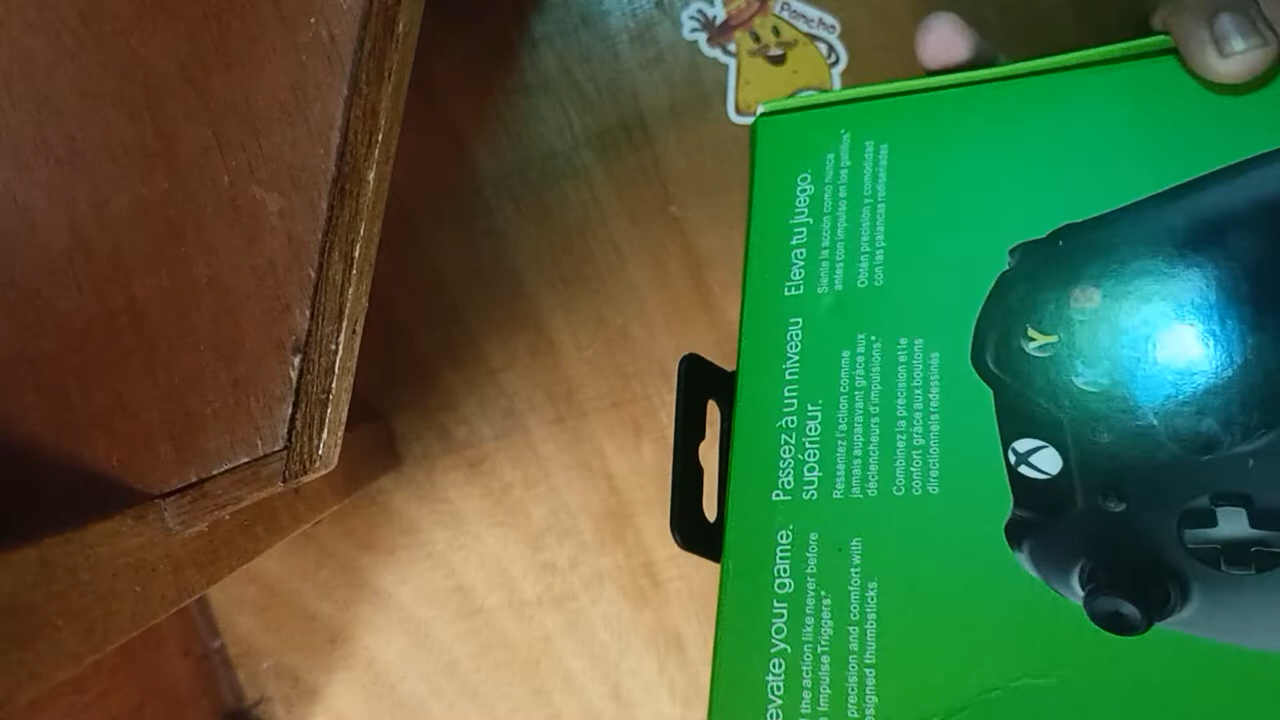 Poncho
evate your game.
the action like never before
Impulse Triggers.*
precision and comfort with
esigned thumbsticks.
Passez à un niveau
supérieur.
Ressentez l'action comme
jamais auparavant grâce aux
déclencheurs d'impulsions.*
Combinez la précision et le
confort grâce aux boutons
directionnels redessinés
Eleva tu juego.
Siente la acción como nunca
antes con impulso en los gatillos.*
Obtén precisión y comodidad
con las palancas rediseñadas
Y
B